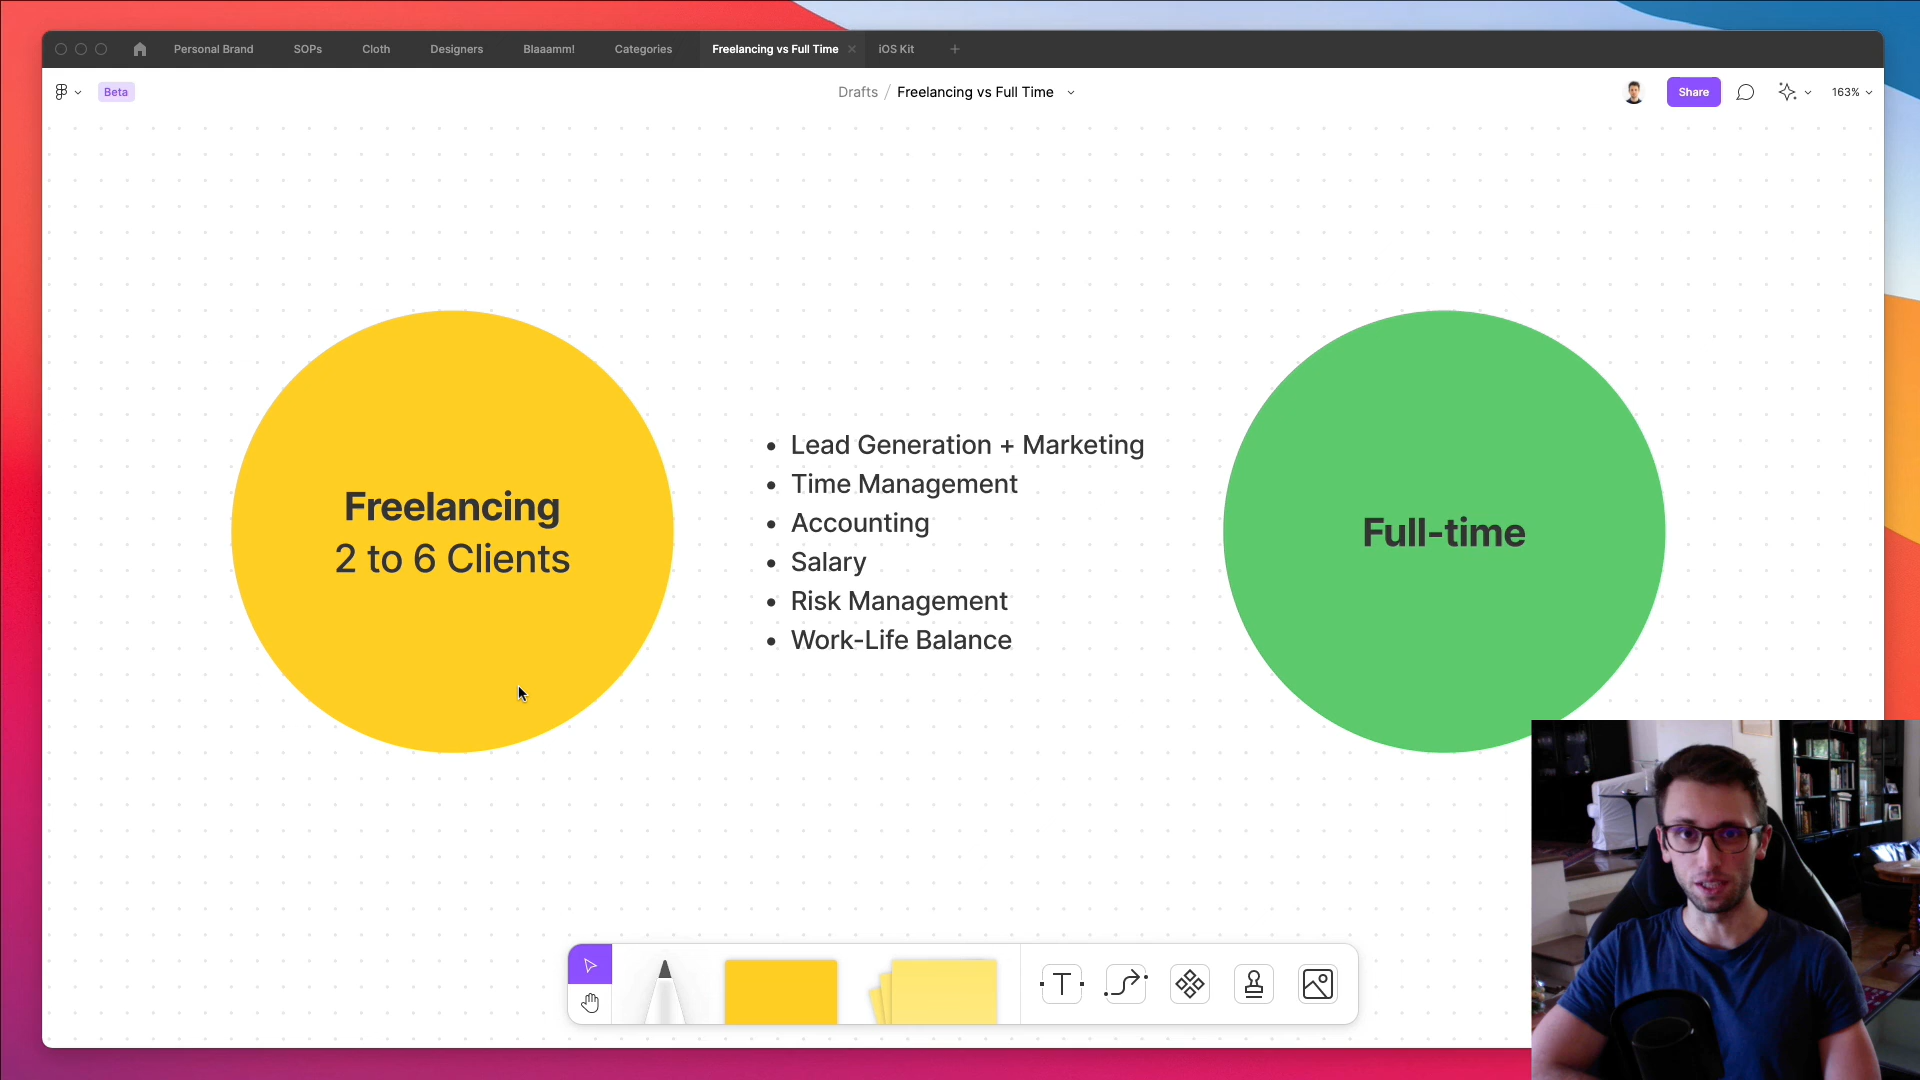 Personal Brand
SOPs
Cloth
Designers
Blaaamm!
Categories
Freelancing vs Full Time
iOS Kit
Beta
Drafts / Freelancing vs Full Time
Share
163%
Freelancing
2 to 6 Clients
• Lead Generation + Marketing
• Time Management
• Accounting
• Salary
• Risk Management
• Work-Life Balance
Full-time
T